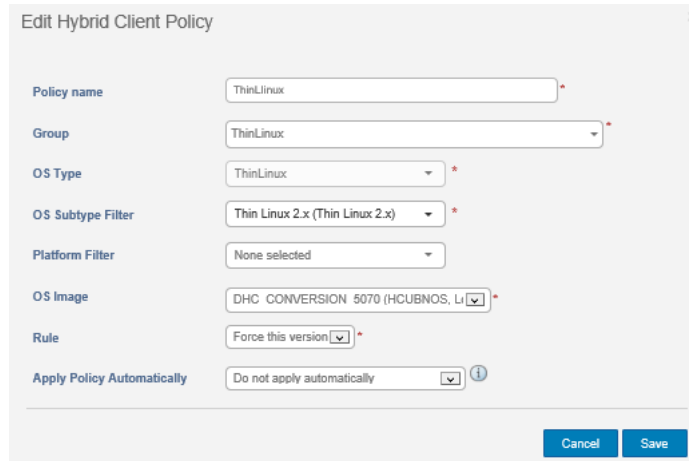 Edit Hybrid Client Policy
Policy name ThinLlinux *
Group ThinLinux *
OS Type ThinLinux *
OS Subtype Filter Thin Linux 2.x (Thin Linux 2.x) *
Platform Filter None selected
OS Image DHC CONVERSION 5070 (HCUBNOS, *
Rule Force this version *
Apply Policy Automatically Do not apply automatically
Cancel Save